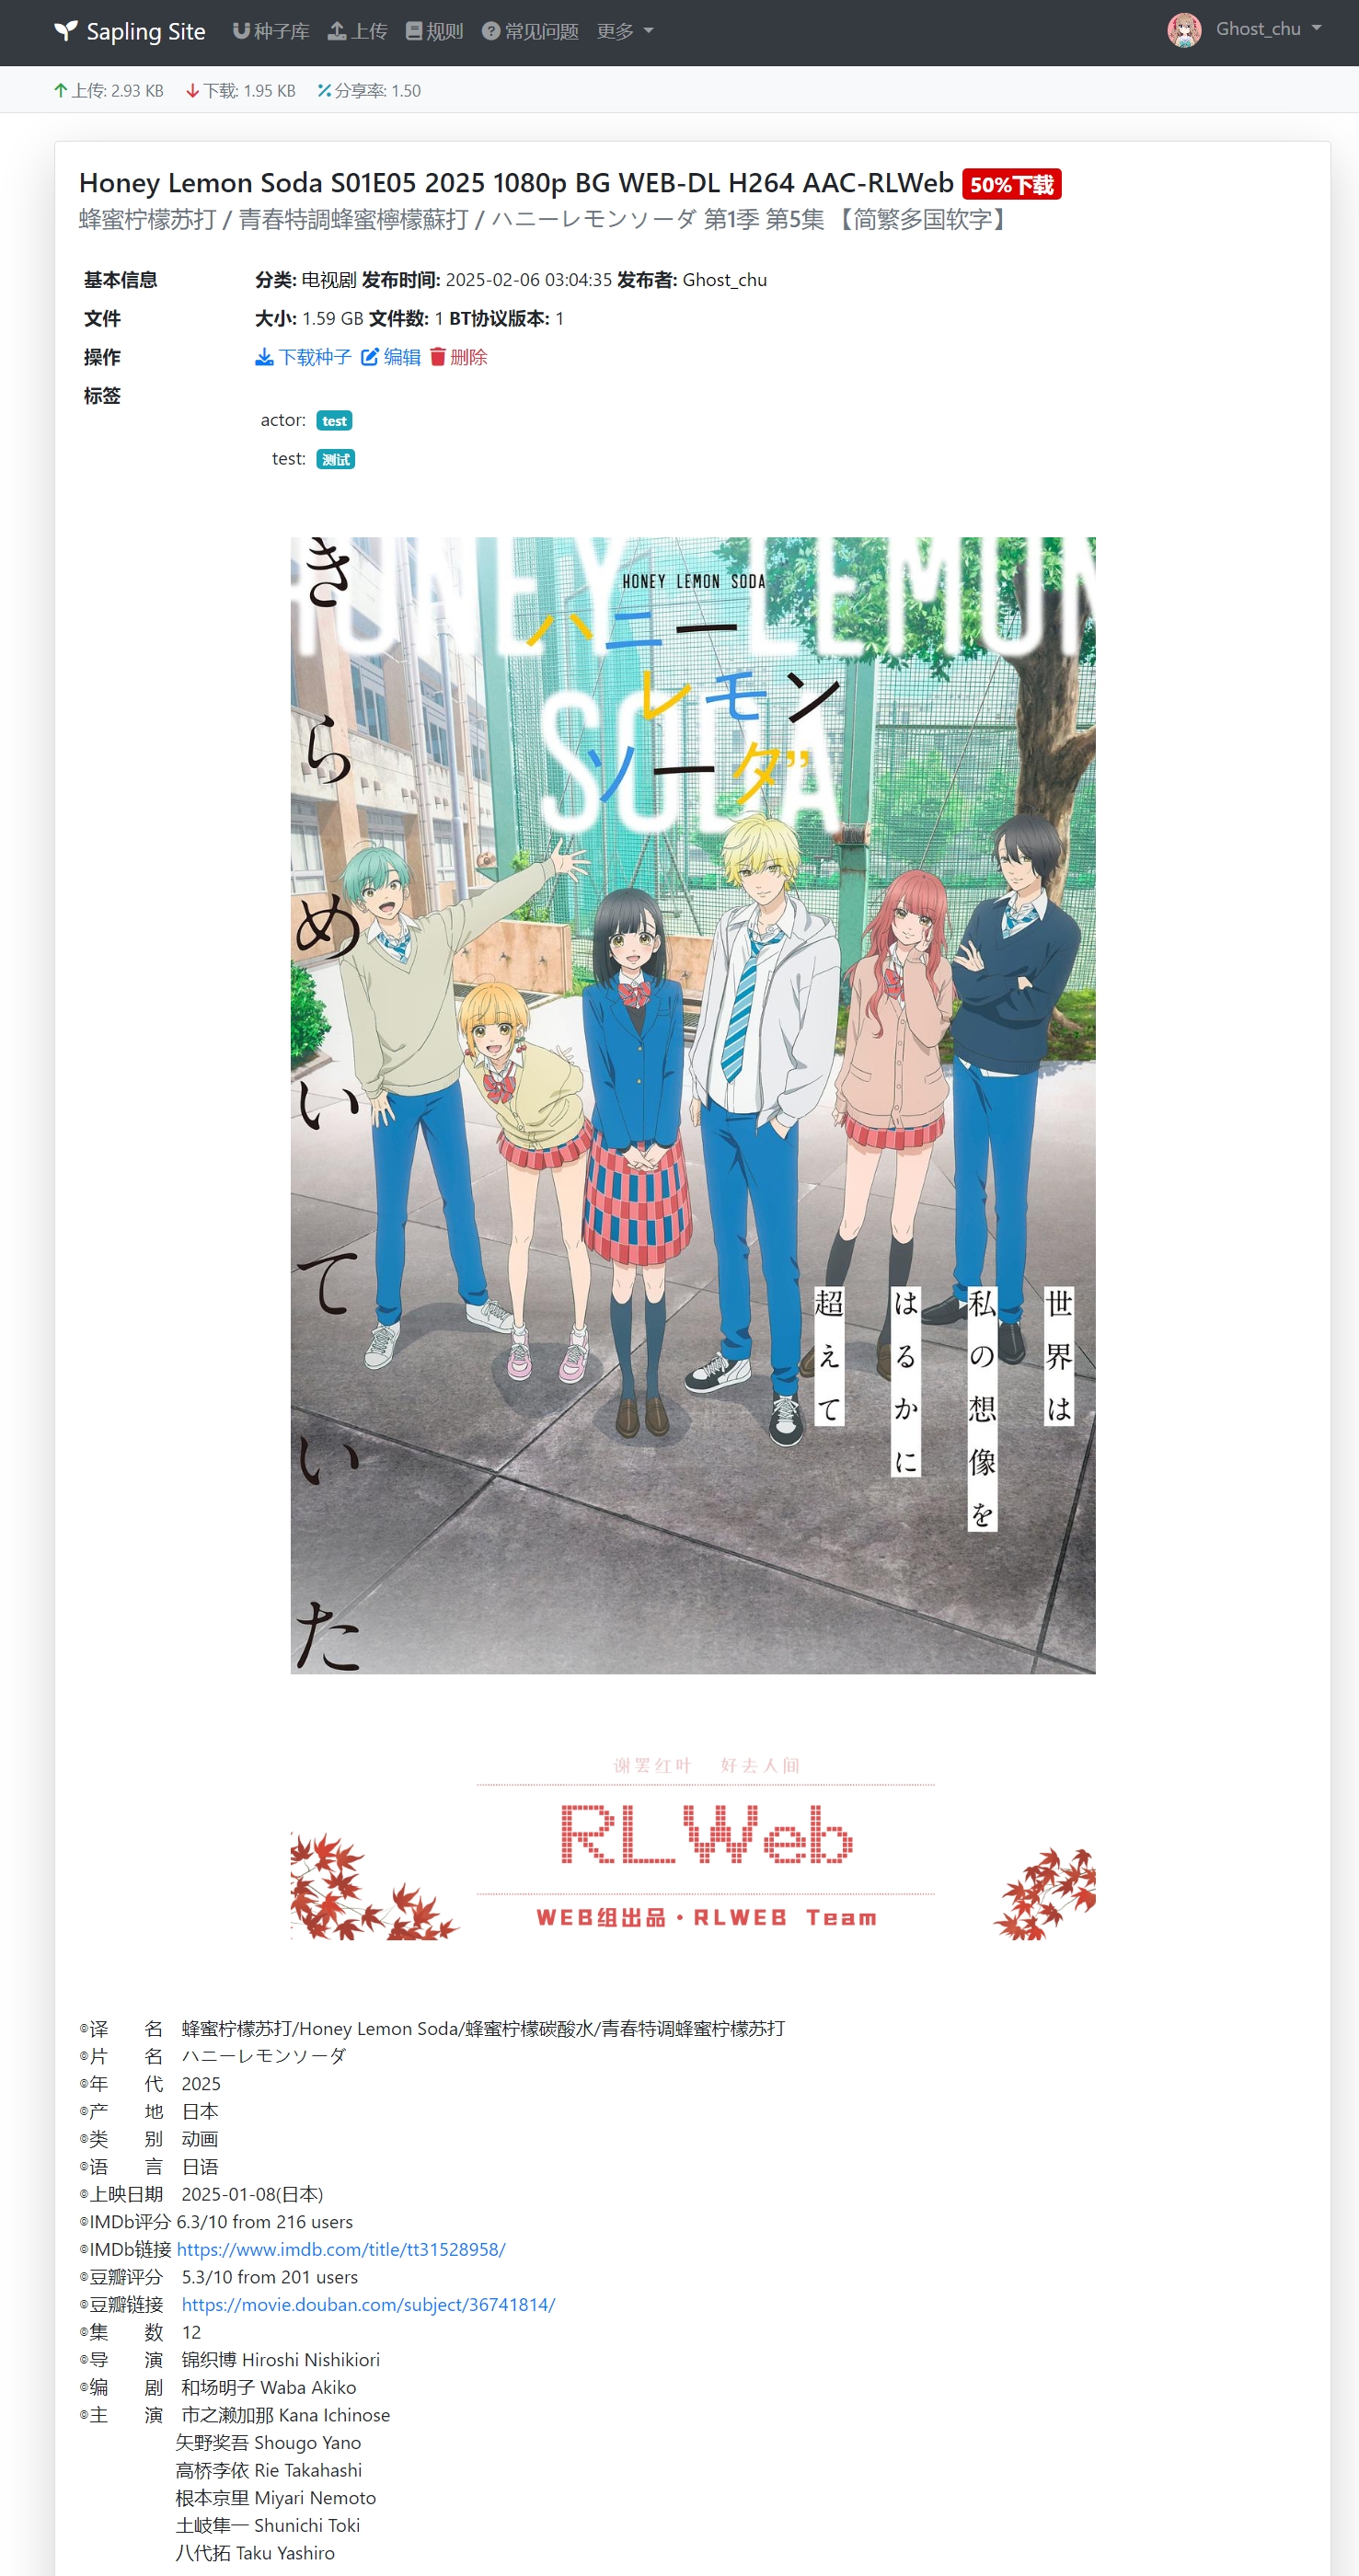 Sapling Site 种子库 上传 规则 常见问题 更多 Ghost_chu
上传: 2.93 KB 下载: 1.95 KB 分享率: 1.50
Honey Lemon Soda S01E05 2025 1080p BG WEB-DL H264 AAC-RLWeb 50%下载
蜂蜜柠檬苏打 / 青春特調蜂蜜檸檬蘇打 / ハニーレモンソーダ 第1季 第5集 【简繁多国软字】
基本信息 分类: 电视剧 发布时间: 2025-02-06 03:04:35 发布者: Ghost_chu
文件 大小: 1.59 GB 文件数: 1 BT协议版本: 1
操作 下载种子 编辑 删除
标签
actor: test
test: 测试
HONEY LEMON
SODA
HONEY LEMON SODA
ハニー
レモン
ソーダ
きらめいていた
世界は
私の想像を
はるかに
超えて
谢罢红叶 好去人间
RLWeb
WEB组出品·RLWEB Team
◎译　　名　蜂蜜柠檬苏打/Honey Lemon Soda/蜂蜜柠檬碳酸水/青春特调蜂蜜柠檬苏打
◎片　　名　ハニーレモンソーダ
◎年　　代　2025
◎产　　地　日本
◎类　　别　动画
◎语　　言　日语
◎上映日期　2025-01-08(日本)
◎IMDb评分 6.3/10 from 216 users
◎IMDb链接 https://www.imdb.com/title/tt31528958/
◎豆瓣评分　5.3/10 from 201 users
◎豆瓣链接　https://movie.douban.com/subject/36741814/
◎集　　数　12
◎导　　演　锦织博 Hiroshi Nishikiori
◎编　　剧　和场明子 Waba Akiko
◎主　　演　市之濑加那 Kana Ichinose
矢野奖吾 Shougo Yano
高桥李依 Rie Takahashi
根本京里 Miyari Nemoto
土岐隼一 Shunichi Toki
八代拓 Taku Yashiro